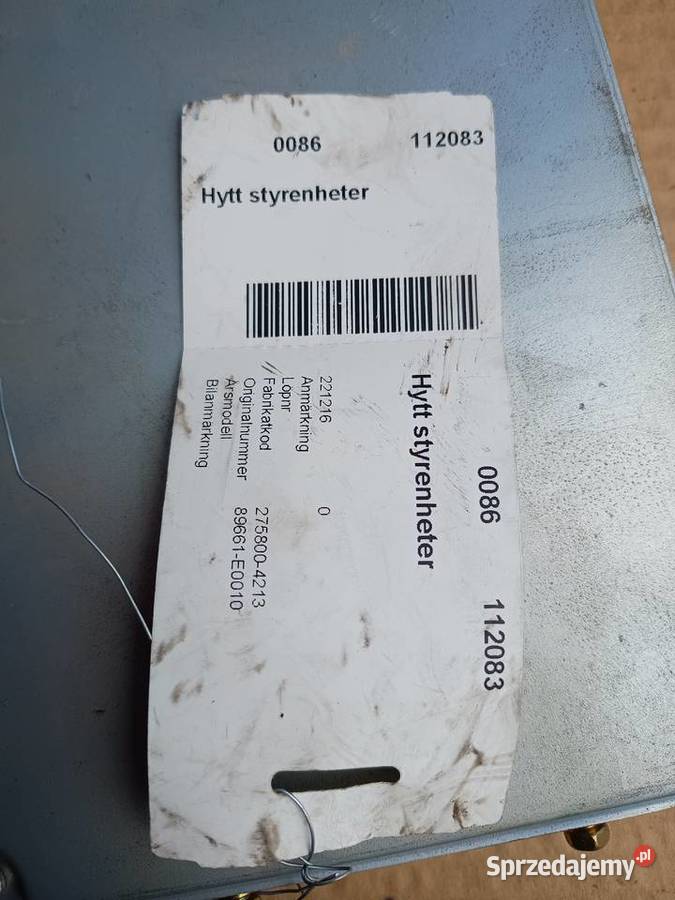 0086 112083
Hytt styrenheter
0086 112083
Hytt styrenheter
221216 0
Anmärkning
Löpnr
Fabrikatkod 275800-4213
Originalnummer 89661-E0010
Årsmodell
Bilanmärkning
Sprzedajemy.pl